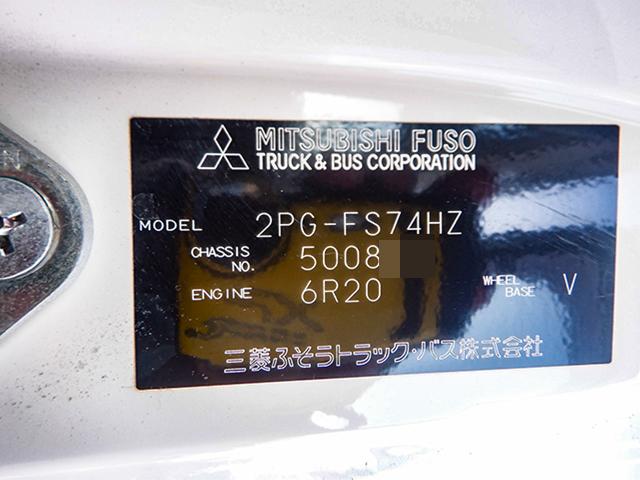 N
MITSUBISHI FUSO
TRUCK & BUS CORPORATION
MODEL 2PG-FS74HZ
CHASSIS NO. 5008
ENGINE 6R20 WHEEL BASE V
三菱ふそうトラック・バス株式会社